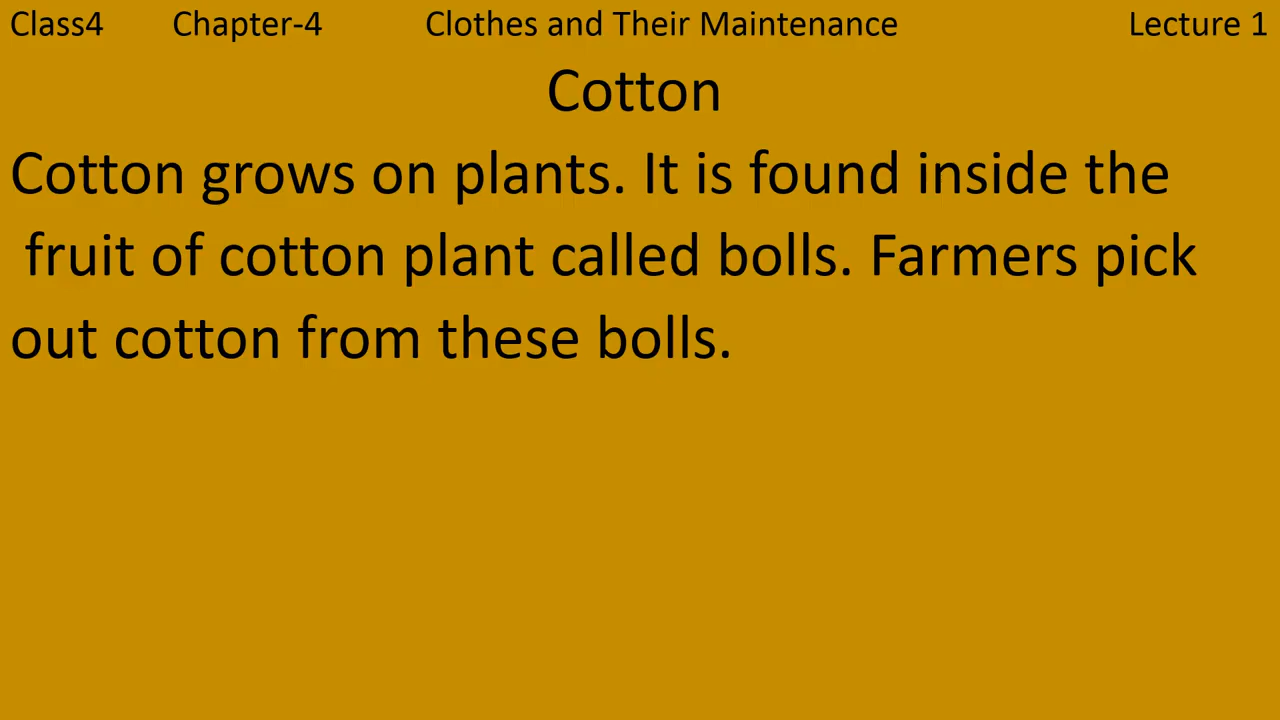 Class4 Chapter-4 Clothes and Their Maintenance Lecture 1
Cotton
Cotton grows on plants. It is found inside the
fruit of cotton plant called bolls. Farmers pick
out cotton from these bolls.